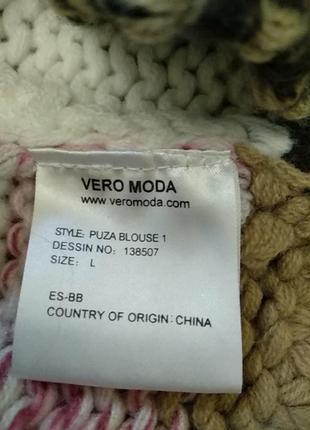 VERO MODA
www.veromoda.com
STYLE: PUZA BLOUSE 1
DESSIN NO: 138507
SIZE: L
ES-BB
COUNTRY OF ORIGIN: CHINA